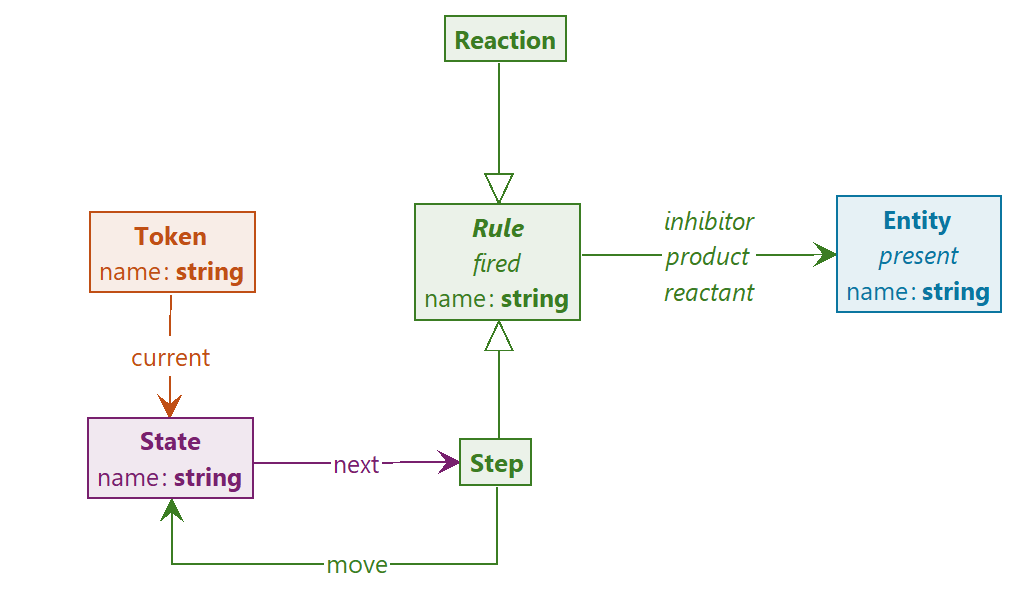 Reaction
Rule
fired
name: string
inhibitor
product
reactant
Entity
present
name: string
Token
name: string
current
State
name: string
next
Step
move